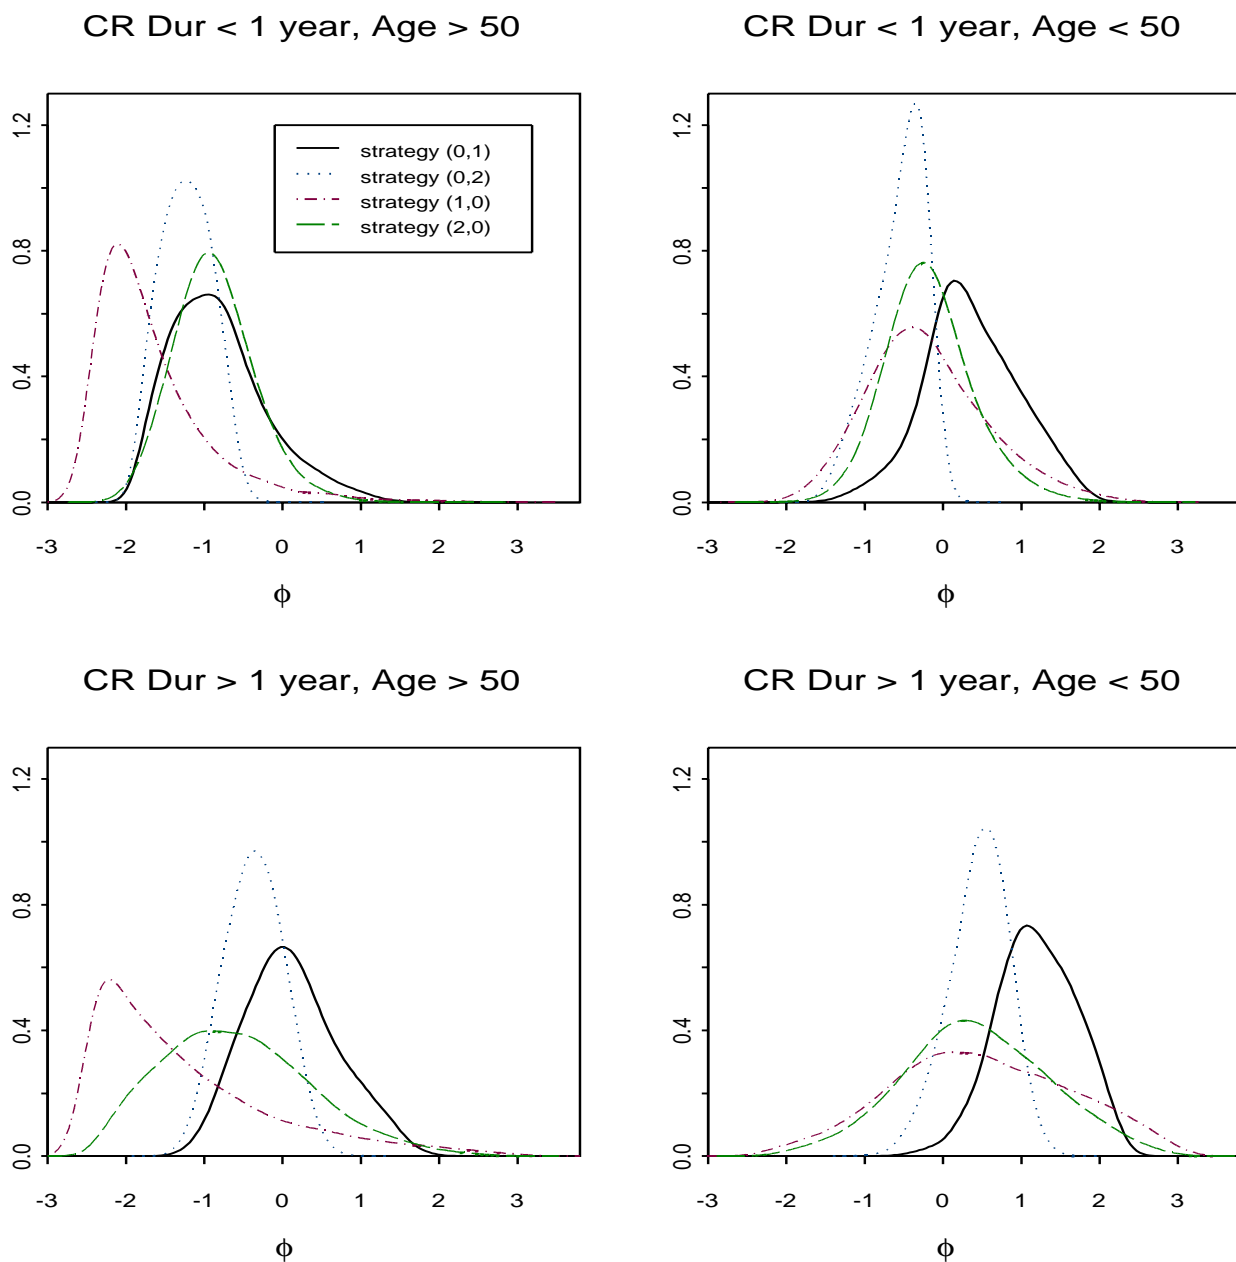 CR Dur < 1 year, Age > 50
0.0 0.4 0.8 1.2
strategy (0,1)
strategy (0,2)
strategy (1,0)
strategy (2,0)
-3 -2 -1 0 1 2 3
ϕ
CR Dur < 1 year, Age < 50
0.0 0.4 0.8 1.2
-3 -2 -1 0 1 2 3
ϕ
CR Dur > 1 year, Age > 50
0.0 0.4 0.8 1.2
-3 -2 -1 0 1 2 3
ϕ
CR Dur > 1 year, Age < 50
0.0 0.4 0.8 1.2
-3 -2 -1 0 1 2 3
ϕ